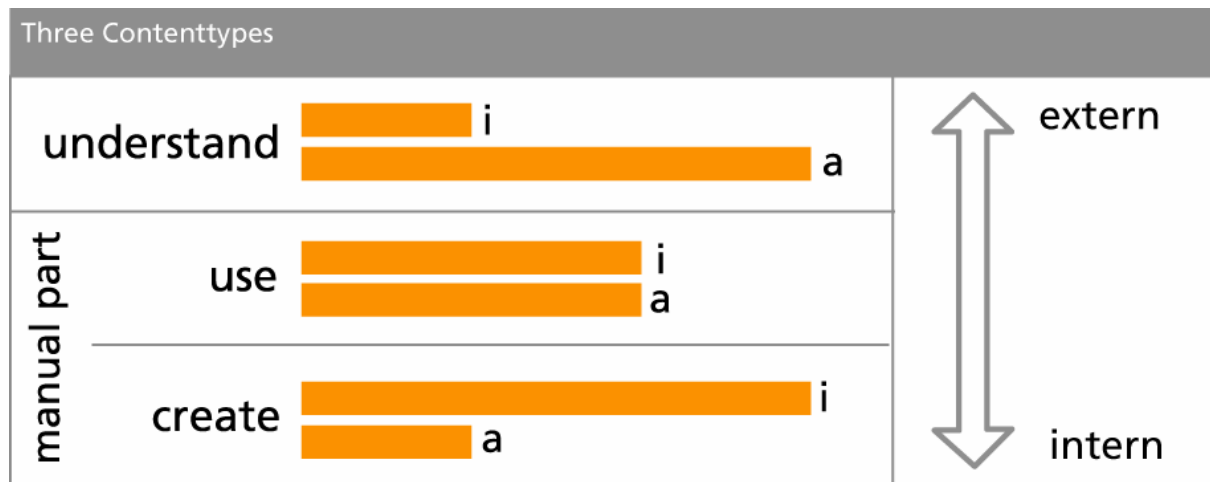 Three Contenttypes
understand
i
a
extern
manual part
use
i
a
create
i
a
intern